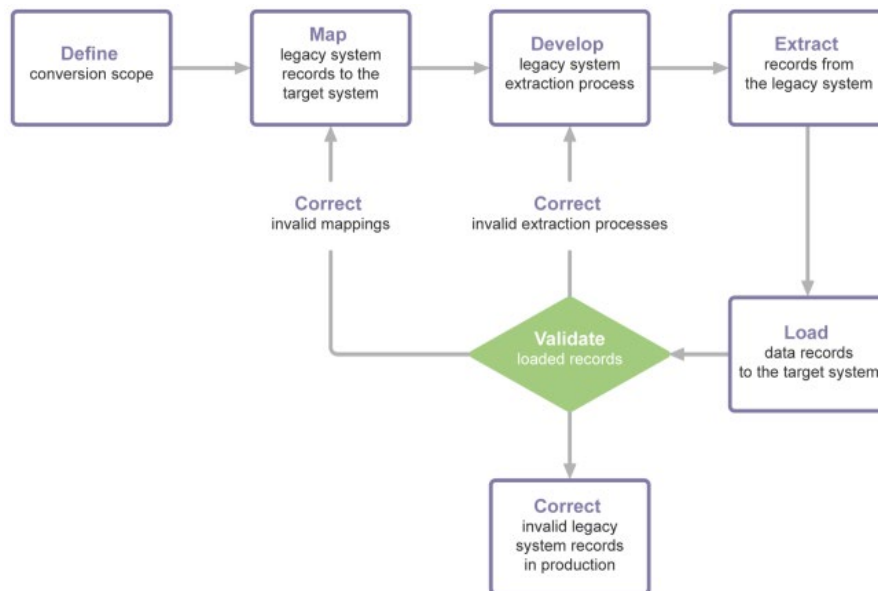 Define
conversion scope
Map
legacy system
records to the
target system
Develop
legacy system
extraction process
Extract
records from
the legacy system
Correct
invalid mappings
Correct
invalid extraction processes
Validate
loaded records
Load
data records
to the target system
Correct
invalid legacy
system records
in production